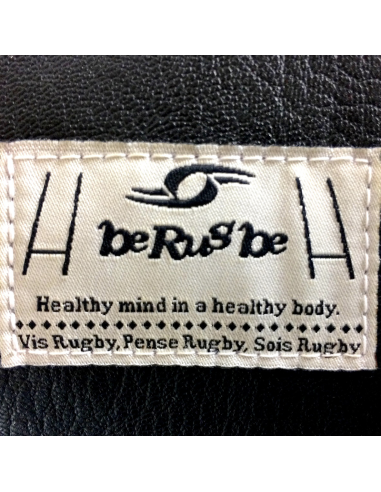 beRugbe
Healthy mind in a healthy body.
Vis Rugby, Pense Rugby, Sois Rugby